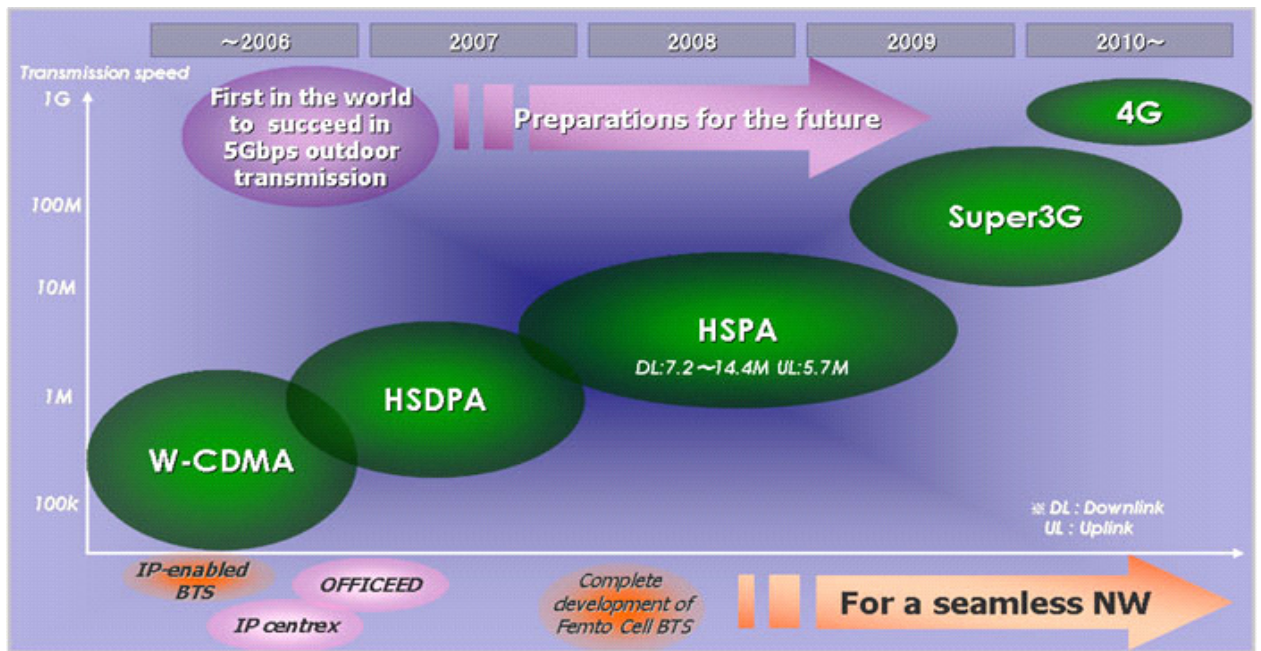 ~2006
2007
2008
2009
2010~
Transmission speed
1G
100M
10M
1M
100k
First in the world
to succeed in
5Gbps outdoor
transmission
Preparations for the future
4G
Super3G
HSPA
DL:7.2~14.4M UL:5.7M
HSDPA
W-CDMA
※ DL : Downlink
UL : Uplink
IP-enabled
BTS
OFFICEED
IP centrex
Complete
development of
Femto Cell BTS
For a seamless NW